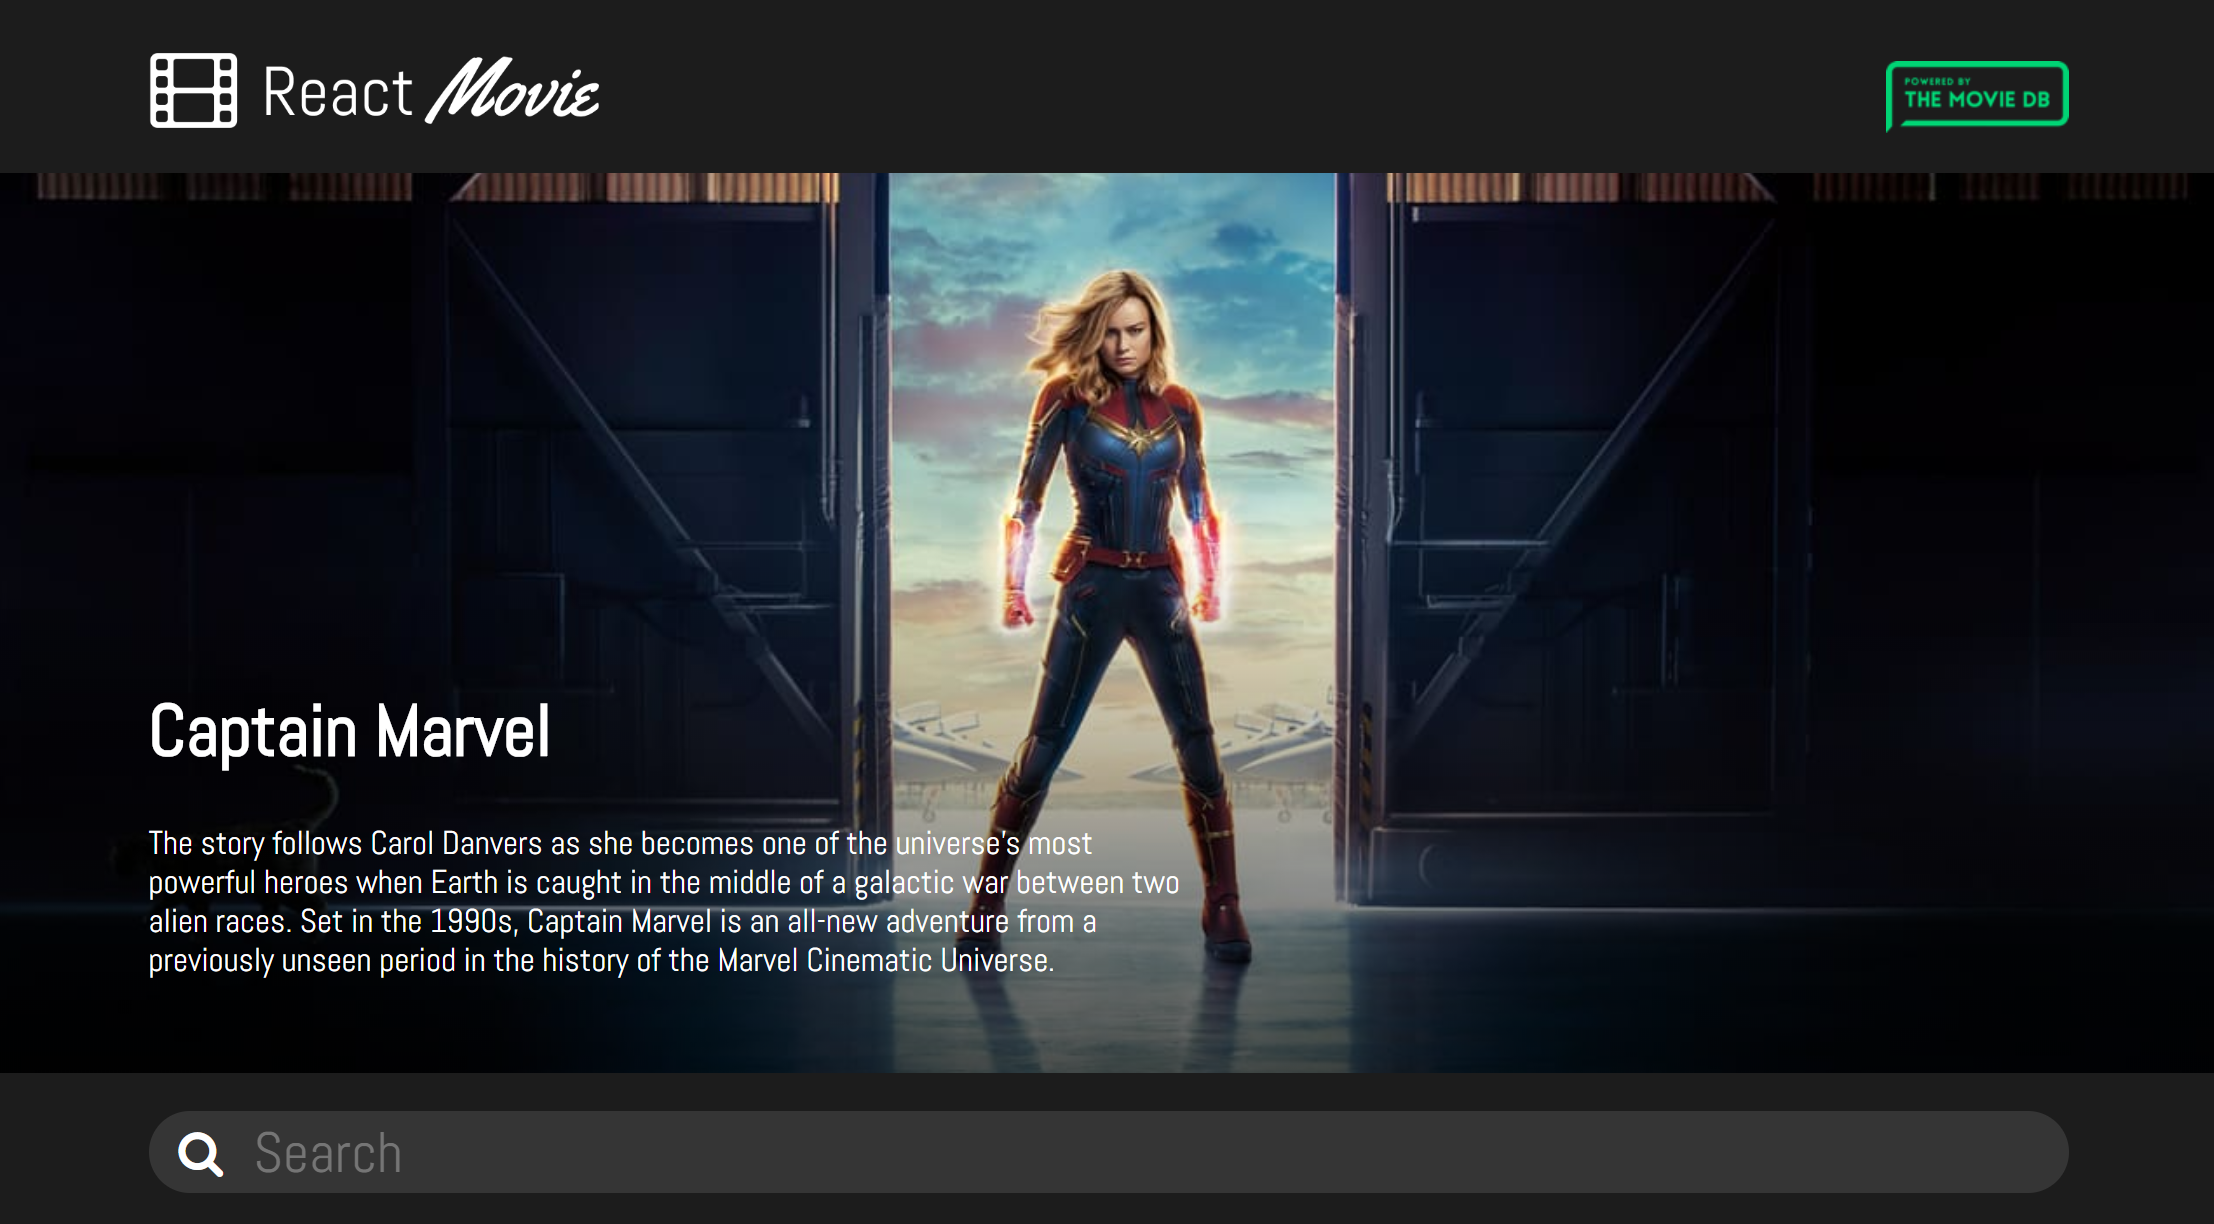 React Movie
POWERED BY
THE MOVIE DB
Captain Marvel
The story follows Carol Danvers as she becomes one of the universe's most
powerful heroes when Earth is caught in the middle of a galactic war between two
alien races. Set in the 1990s, Captain Marvel is an all-new adventure from a
previously unseen period in the history of the Marvel Cinematic Universe.
Search